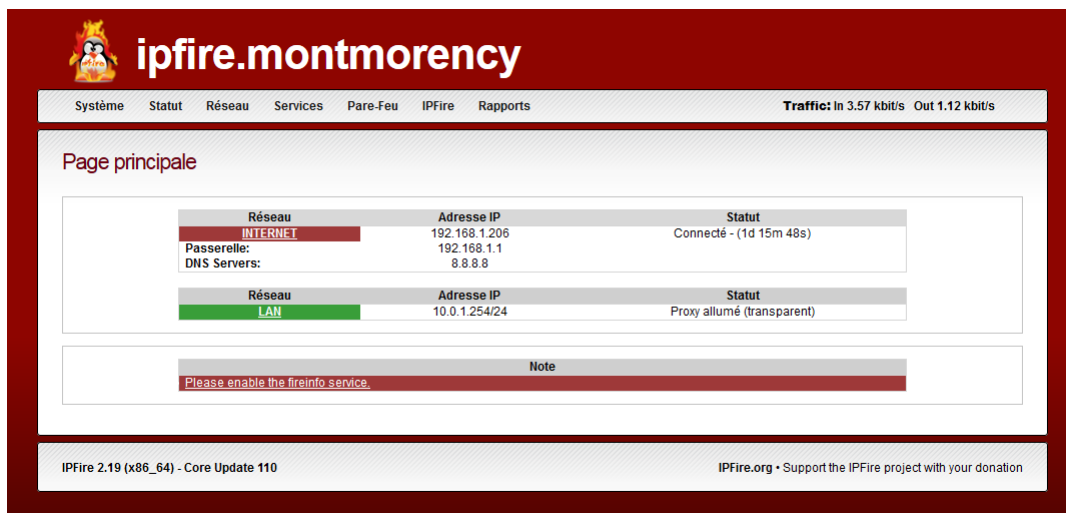 ipfire.montmorency
Système Statut Réseau Services Pare-Feu IPFire Rapports Traffic: In 3.57 kbit/s Out 1.12 kbit/s
Page principale
Réseau Adresse IP Statut
INTERNET 192.168.1.206 Connecté - (1d 15m 48s)
Passerelle: 192.168.1.1
DNS Servers: 8.8.8.8
Réseau Adresse IP Statut
LAN 10.0.1.254/24 Proxy allumé (transparent)
Note
Please enable the fireinfo service.
IPFire 2.19 (x86_64) - Core Update 110 IPFire.org • Support the IPFire project with your donation